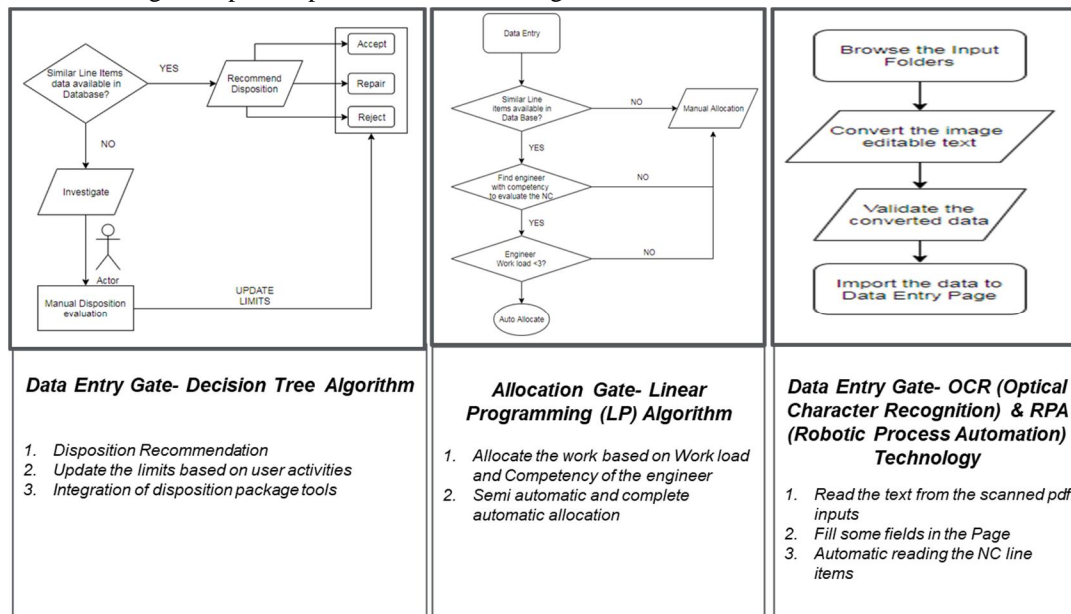 Similar Line Items
data available in
Database?
YES
Recommend
Disposition
Accept
Repair
Reject
NO
Investigate
Actor
Manual Disposition
evaluation
UPDATE
LIMITS
Data Entry
Similar Line
items available in
Data Base?
NO
Manual Allocation
YES
Find engineer
with competency
to evaluate the NC
NO
YES
Engineer
Work load <3?
NO
Auto Allocate
Browse the Input
Folders
Convert the image
editable text
Validate the
converted data
Import the data to
Data Entry Page
Data Entry Gate- Decision Tree Algorithm
1. Disposition Recommendation
2. Update the limits based on user activities
3. Integration of disposition package tools
Allocation Gate- Linear
Programming (LP) Algorithm
1. Allocate the work based on Work load
and Competency of the engineer
2. Semi automatic and complete
automatic allocation
Data Entry Gate- OCR (Optical
Character Recognition) & RPA
(Robotic Process Automation)
Technology
1. Read the text from the scanned pdf
inputs
2. Fill some fields in the Page
3. Automatic reading the NC line
items